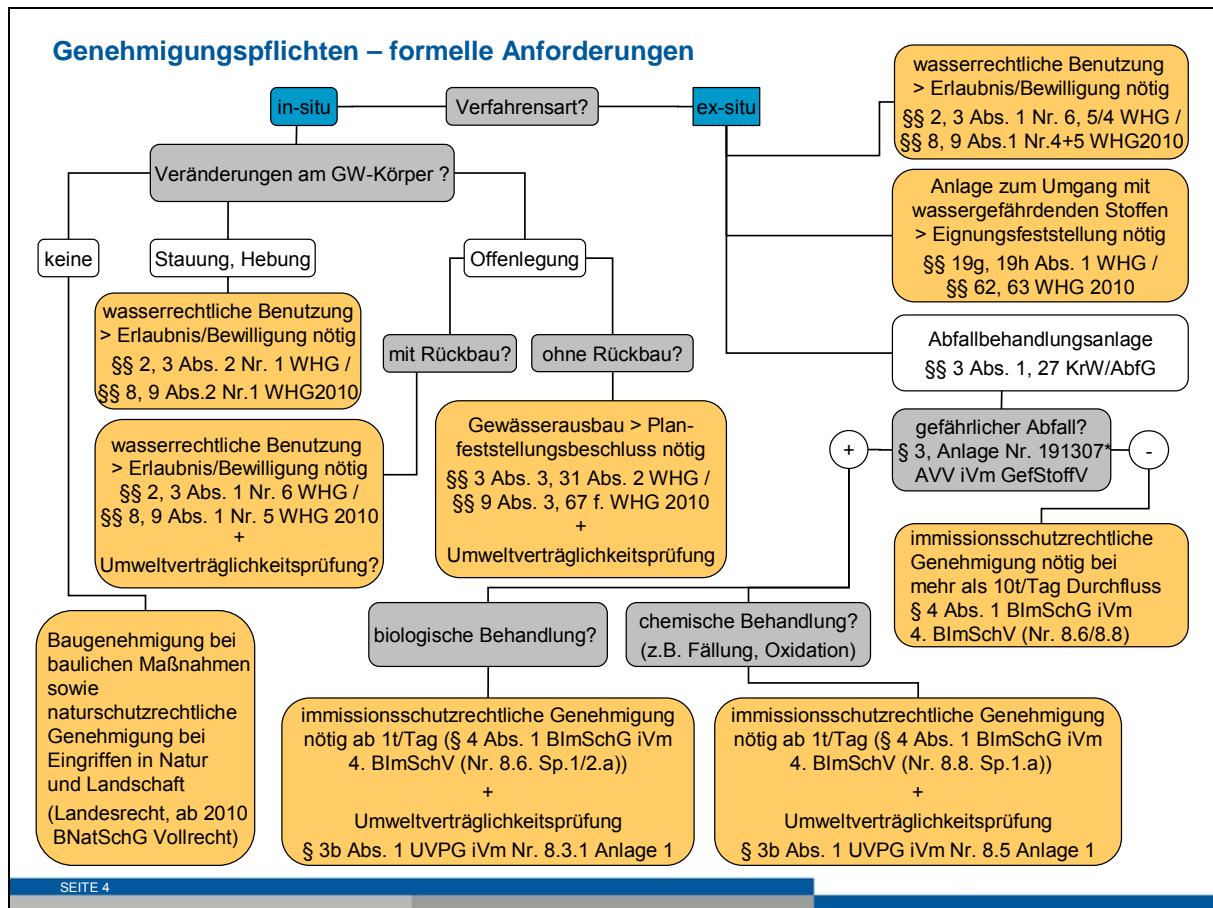 Genehmigungspflichten – formelle Anforderungen
in-situ
Verfahrensart?
ex-situ
wasserrechtliche Benutzung
> Erlaubnis/Bewilligung nötig
§§ 2, 3 Abs. 1 Nr. 6, 5/4 WHG /
§§ 8, 9 Abs.1 Nr.4+5 WHG2010
Veränderungen am GW-Körper ?
Anlage zum Umgang mit
wassergefährdenden Stoffen
> Eignungsfeststellung nötig
§§ 19g, 19h Abs. 1 WHG /
§§ 62, 63 WHG 2010
keine
Stauung, Hebung
Offenlegung
wasserrechtliche Benutzung
> Erlaubnis/Bewilligung nötig
§§ 2, 3 Abs. 2 Nr. 1 WHG /
§§ 8, 9 Abs.2 Nr.1 WHG2010
mit Rückbau?
ohne Rückbau?
Abfallbehandlungsanlage
§§ 3 Abs. 1, 27 KrW/AbfG
wasserrechtliche Benutzung
> Erlaubnis/Bewilligung nötig
§§ 2, 3 Abs. 1 Nr. 6 WHG /
§§ 8, 9 Abs. 1 Nr. 5 WHG 2010
+
Umweltverträglichkeitsprüfung?
Gewässerausbau > Plan-
feststellungsbeschluss nötig
§§ 3 Abs. 3, 31 Abs. 2 WHG /
§§ 9 Abs. 3, 67 f. WHG 2010
+
Umweltverträglichkeitsprüfung
+
gefährlicher Abfall?
§ 3, Anlage Nr. 191307*
AVV iVm GefStoffV
-
immissionsschutzrechtliche
Genehmigung nötig bei
mehr als 10t/Tag Durchfluss
§ 4 Abs. 1 BImSchG iVm
4. BImSchV (Nr. 8.6/8.8)
biologische Behandlung?
chemische Behandlung?
(z.B. Fällung, Oxidation)
Baugenehmigung bei
baulichen Maßnahmen
sowie
naturschutzrechtliche
Genehmigung bei
Eingriffen in Natur
und Landschaft
(Landesrecht, ab 2010
BNatSchG Vollrecht)
immissionsschutzrechtliche Genehmigung
nötig ab 1t/Tag (§ 4 Abs. 1 BImSchG iVm
4. BImSchV (Nr. 8.6. Sp.1/2.a))
+
Umweltverträglichkeitsprüfung
§ 3b Abs. 1 UVPG iVm Nr. 8.3.1 Anlage 1
immissionsschutzrechtliche Genehmigung
nötig ab 1t/Tag (§ 4 Abs. 1 BImSchG iVm
4. BImSchV (Nr. 8.8. Sp.1.a))
+
Umweltverträglichkeitsprüfung
§ 3b Abs. 1 UVPG iVm Nr. 8.5 Anlage 1
SEITE 4